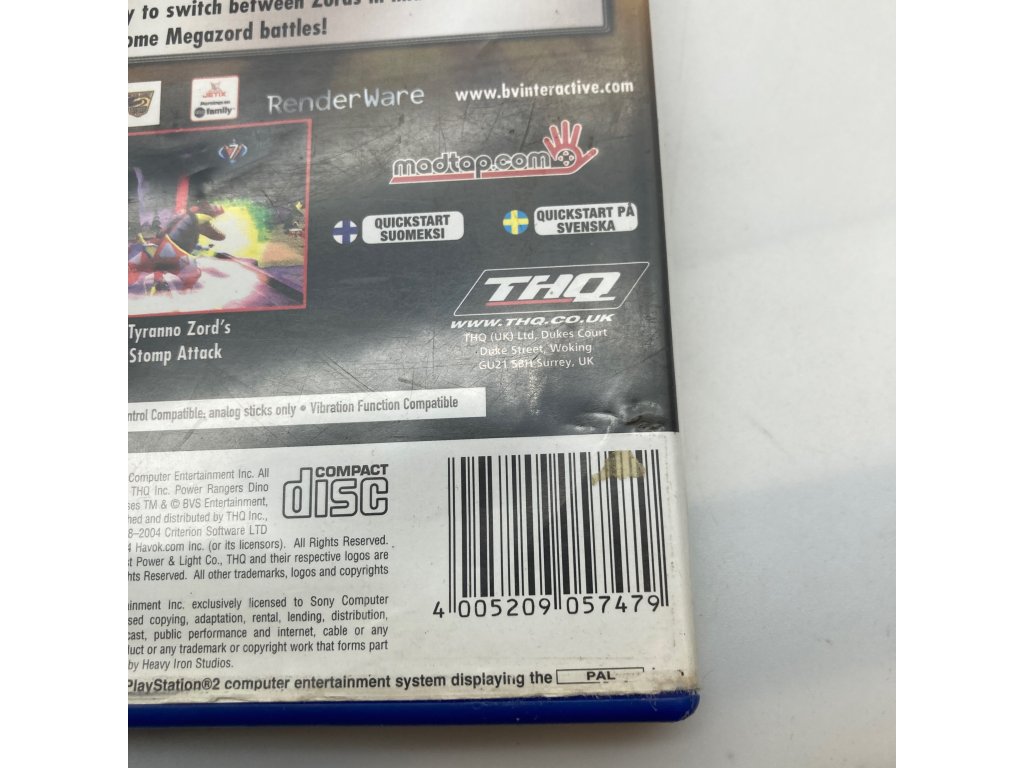 to switch between Zords in
ome Megazord battles!
JETIX
abc family
RenderWare
www.bvinteractive.com
madtap.com
QUICKSTART
SUOMEKSI
QUICKSTART PÅ
SVENSKA
THQ
WWW.THQ.CO.UK
THQ (UK) Ltd, Dukes Court
Duke Street, Woking
GU21 5BH Surrey, UK
Tyranno Zord's
Stomp Attack
ntrol Compatible: analog sticks only • Vibration Function Compatible
Computer Entertainment Inc. All
THQ Inc. Power Rangers Dino
ses TM & © BVS Entertainment,
hed and distributed by THQ Inc.,
8–2004 Criterion Software LTD
4 Havok.com Inc. (or its licensors). All Rights Reserved.
t Power & Light Co., THQ and their respective logos are
hts Reserved. All other trademarks, logos and copyrights
COMPACT
disc
inment Inc. exclusively licensed to Sony Computer
sed copying, adaptation, rental, lending, distribution,
cast, public performance and internet, cable or any
uct or any trademark or copyright work that forms part
by Heavy Iron Studios.
4 005209 057479
PlayStation®2 computer entertainment system displaying the PAL